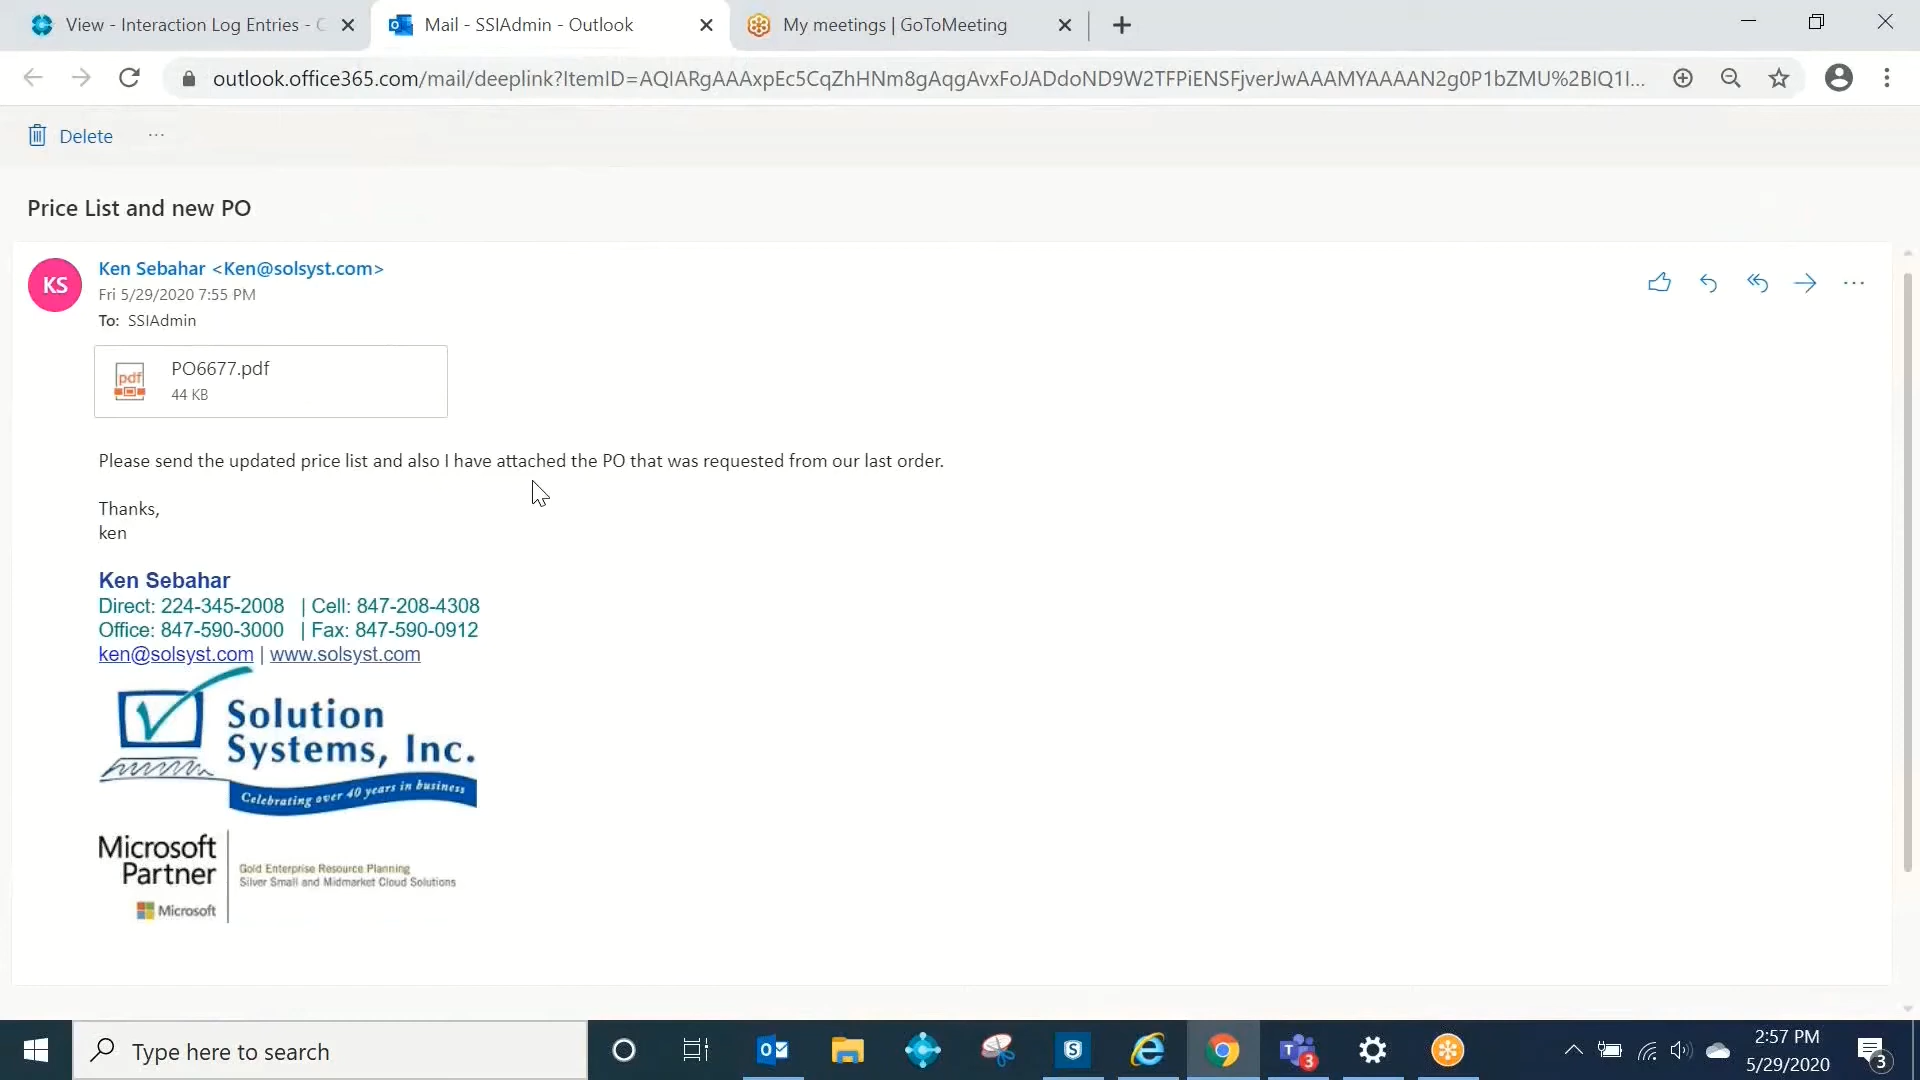 View - Interaction Log Entries - C
Mail - SSIAdmin - Outlook
My meetings | GoToMeeting
outlook.office365.com/mail/deeplink?ItemID=AQIARgAAAxpEc5CqZhHNm8gAqgAvxFoJADdoND9W2TFPiENSFjverJwAAAMYAAAAN2g0P1bZMU%2BIQ1I...
Delete
Price List and new PO
KS
Ken Sebahar <Ken@solsyst.com>
Fri 5/29/2020 7:55 PM
To: SSIAdmin
pdf
PO6677.pdf
44 KB
Please send the updated price list and also I have attached the PO that was requested from our last order.
Thanks,
ken
Ken Sebahar
Direct: 224-345-2008 | Cell: 847-208-4308
Office: 847-590-3000 | Fax: 847-590-0912
ken@solsyst.com | www.solsyst.com
Solution
Systems, Inc.
Celebrating over 40 years in business
Microsoft
Partner
Gold Enterprise Resource Planning
Silver Small and Midmarket Cloud Solutions
Microsoft
Type here to search
2:57 PM
5/29/2020
3
3